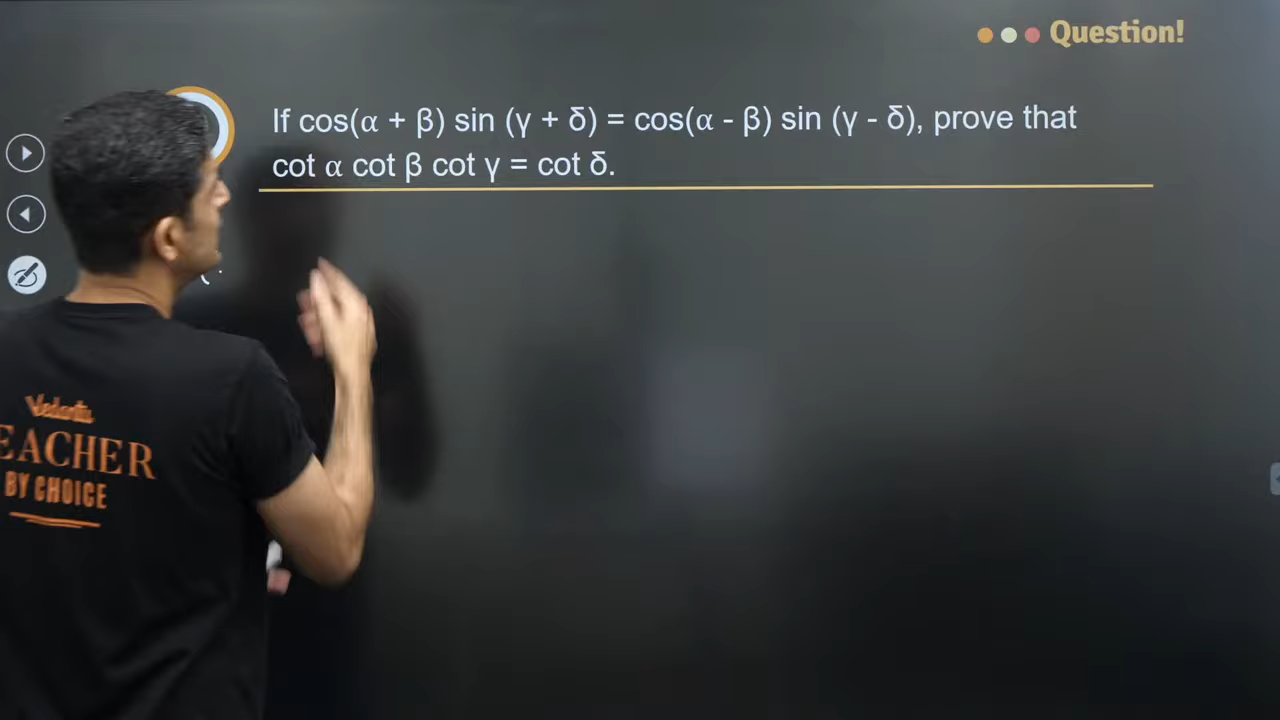 Question!
If cos(α + β) sin (γ + δ) = cos(α - β) sin (γ - δ), prove that
cot α cot β cot γ = cot δ.
Vedantu
EACHER
BY CHOICE